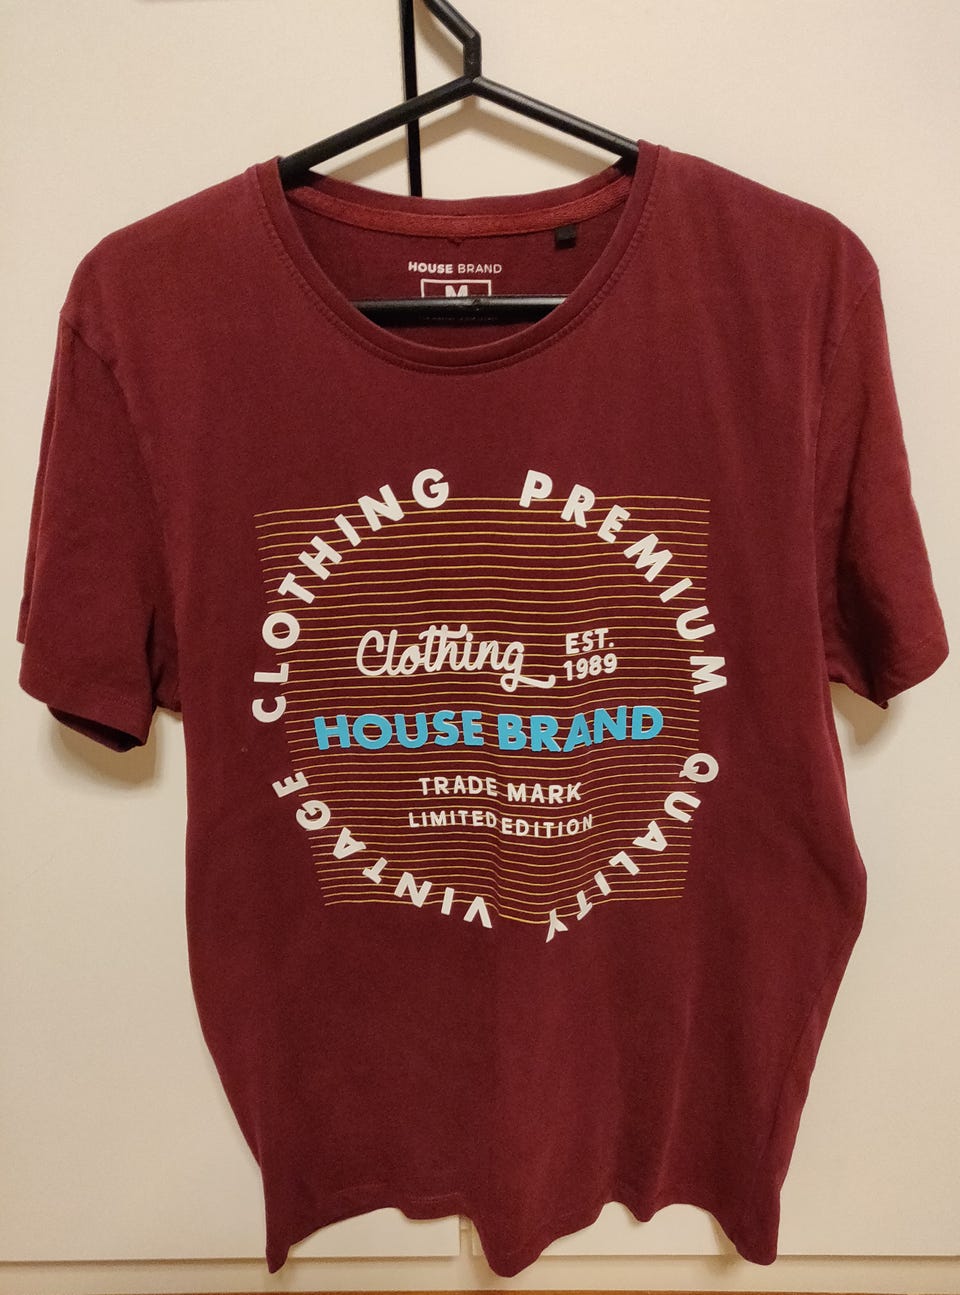 HOUSE BRAND
M
CLOTHING PREMIUM QUALITY VINTAGE
Clothing
EST.
1989
HOUSE BRAND
TRADE MARK
LIMITED EDITION